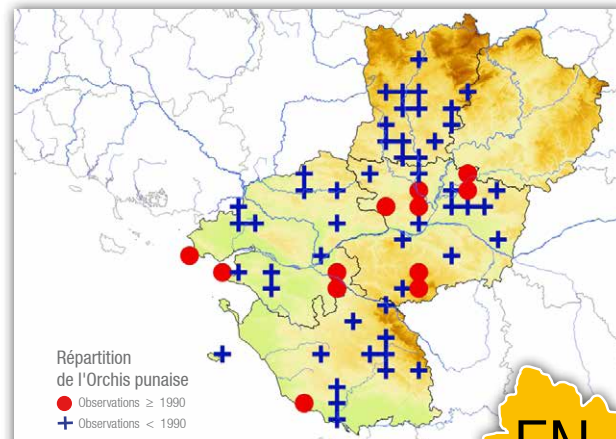 Répartition
de l'Orchis punaise
Observations ≥ 1990
Observations < 1990
EN